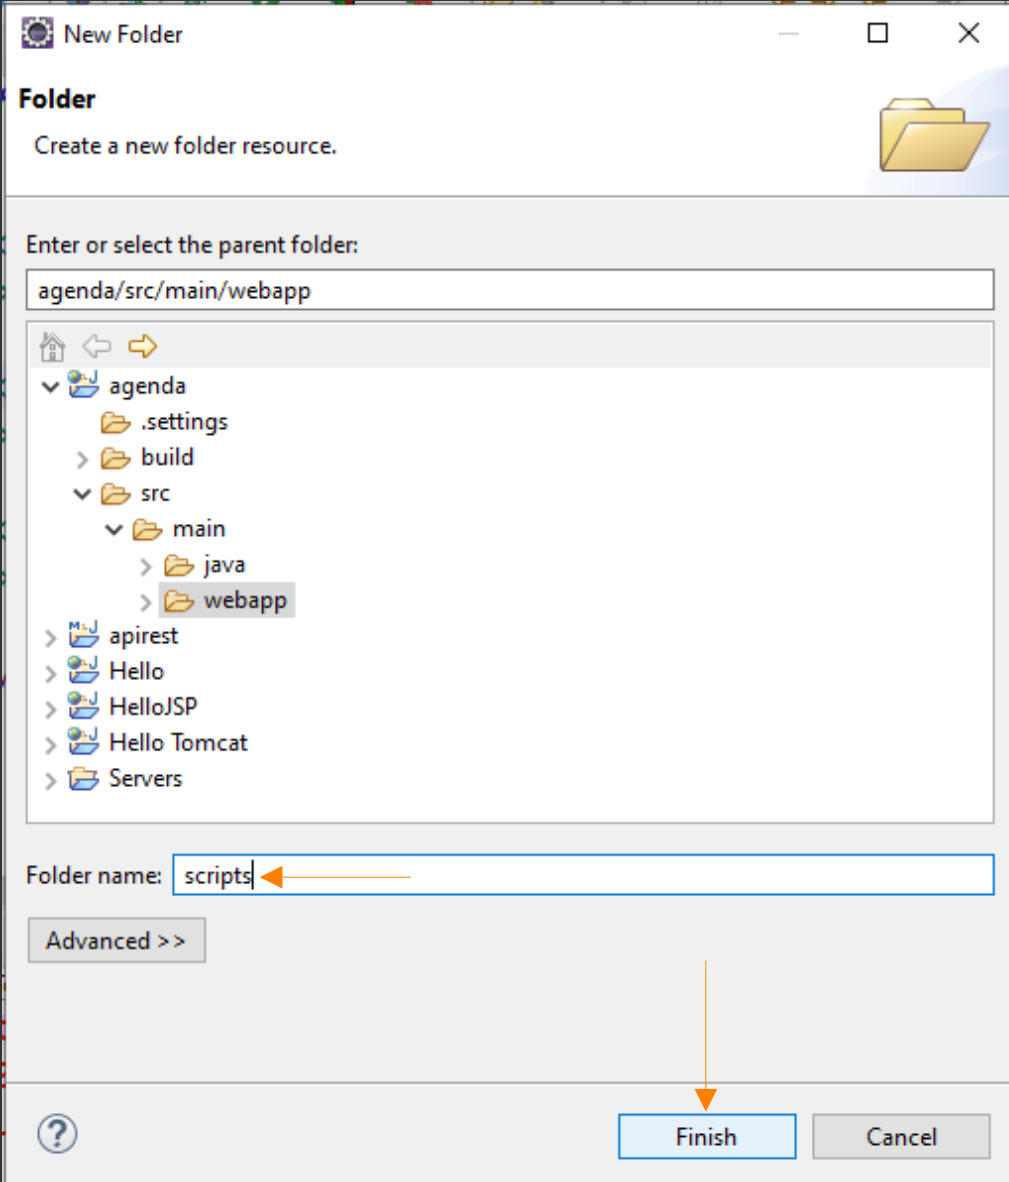 New Folder
Folder
Create a new folder resource.
Enter or select the parent folder:
agenda/src/main/webapp
agenda
.settings
build
src
main
java
webapp
apirest
Hello
HelloJSP
Hello Tomcat
Servers
Folder name: scripts
Advanced >>
Finish Cancel